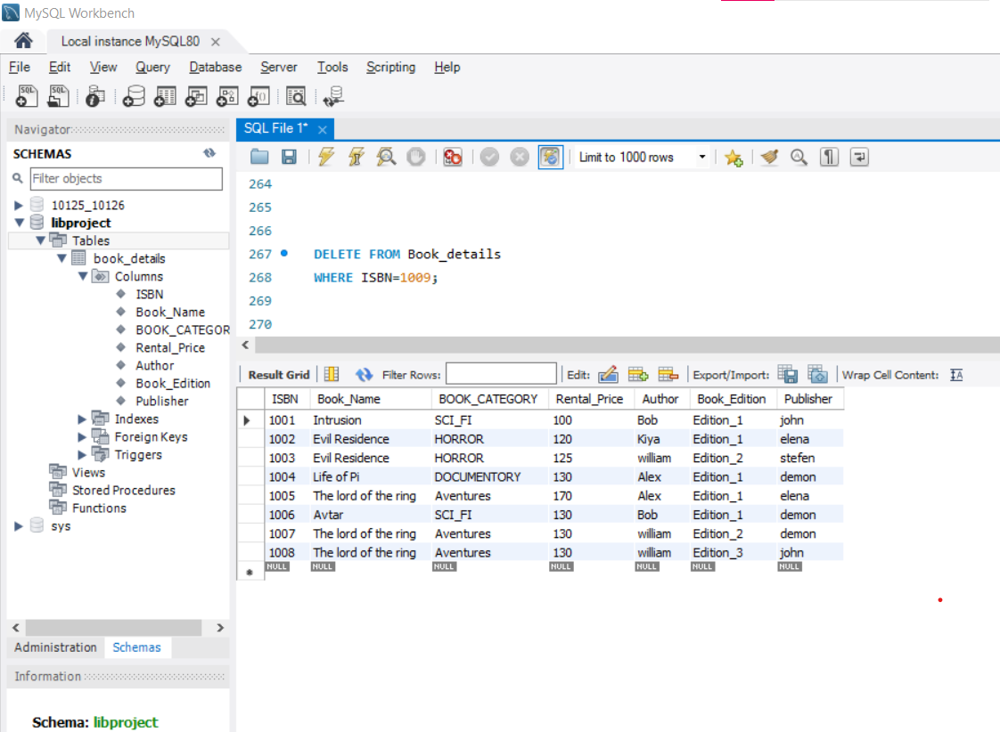 MySQL Workbench
Local instance MySQL80
File Edit View Query Database Server Tools Scripting Help
Navigator
SCHEMAS
Filter objects
10125_10126
libproject
Tables
book_details
Columns
ISBN
Book_Name
BOOK_CATEGOR
Rental_Price
Author
Book_Edition
Publisher
Indexes
Foreign Keys
Triggers
Views
Stored Procedures
Functions
sys
Administration Schemas
Information
Schema: libproject
SQL File 1*
Limit to 1000 rows
264
265
266
267 DELETE FROM Book_details
268 WHERE ISBN=1009;
269
270
Result Grid Filter Rows: Edit: Export/Import: Wrap Cell Content: IA
ISBN Book_Name BOOK_CATEGORY Rental_Price Author Book_Edition Publisher
1001 Intrusion SCI_FI 100 Bob Edition_1 john
1002 Evil Residence HORROR 120 Kiya Edition_1 elena
1003 Evil Residence HORROR 125 william Edition_2 stefen
1004 Life of Pi DOCUMENTORY 130 Alex Edition_1 demon
1005 The lord of the ring Aventures 170 Alex Edition_1 elena
1006 Avtar SCI_FI 130 Bob Edition_1 demon
1007 The lord of the ring Aventures 130 william Edition_2 demon
1008 The lord of the ring Aventures 130 william Edition_3 john
NULL NULL NULL NULL NULL NULL NULL